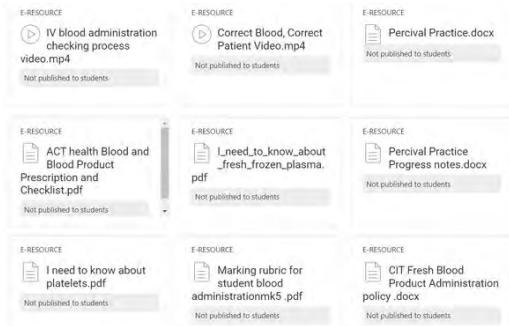 E-RESOURCE
IV blood administration
checking process
video.mp4
Not published to students
E-RESOURCE
Correct Blood, Correct
Patient Video.mp4
Not published to students
E-RESOURCE
Percival Practice.docx
Not published to students
E-RESOURCE
ACT health Blood and
Blood Product
Prescription and
Checklist.pdf
Not published to students
E-RESOURCE
I_need_to_know_about
_fresh_frozen_plasma.
pdf
Not published to students
E-RESOURCE
Percival Practice
Progress notes.docx
Not published to students
E-RESOURCE
I need to know about
platelets.pdf
Not published to students
E-RESOURCE
Marking rubric for
student blood
administrationmk5 .pdf
Not published to students
E-RESOURCE
CIT Fresh Blood
Product Administration
policy .docx
Not published to students